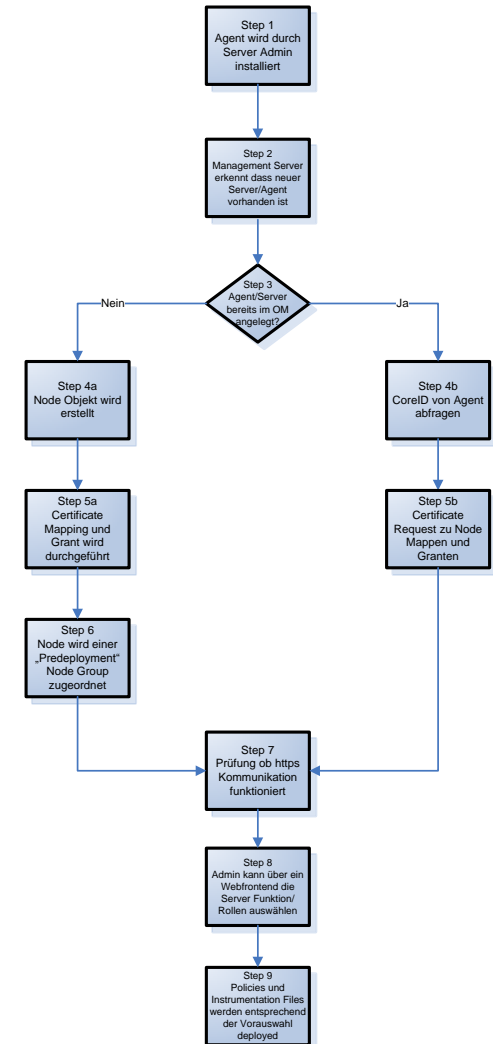 Step 1
Agent wird durch
Server Admin
installiert
Step 2
Management Server
erkennt dass neuer
Server/Agent
vorhanden ist
Step 3
Agent/Server
bereits im OM
angelegt?
Nein
Ja
Step 4a
Node Objekt wird
erstellt
Step 4b
CoreID von Agent
abfragen
Step 5a
Certificate
Mapping und
Grant wird
durchgeführt
Step 5b
Certificate
Request zu Node
Mappen und
Granten
Step 6
Node wird einer
„Predeployment“
Node Group
zugeordnet
Step 7
Prüfung ob https
Kommunikation
funktioniert
Step 8
Admin kann über ein
Webfrontend die
Server Funktion/
Rollen auswählen
Step 9
Policies und
Instrumentation Files
werden entsprechend
der Vorauswahl
deployed